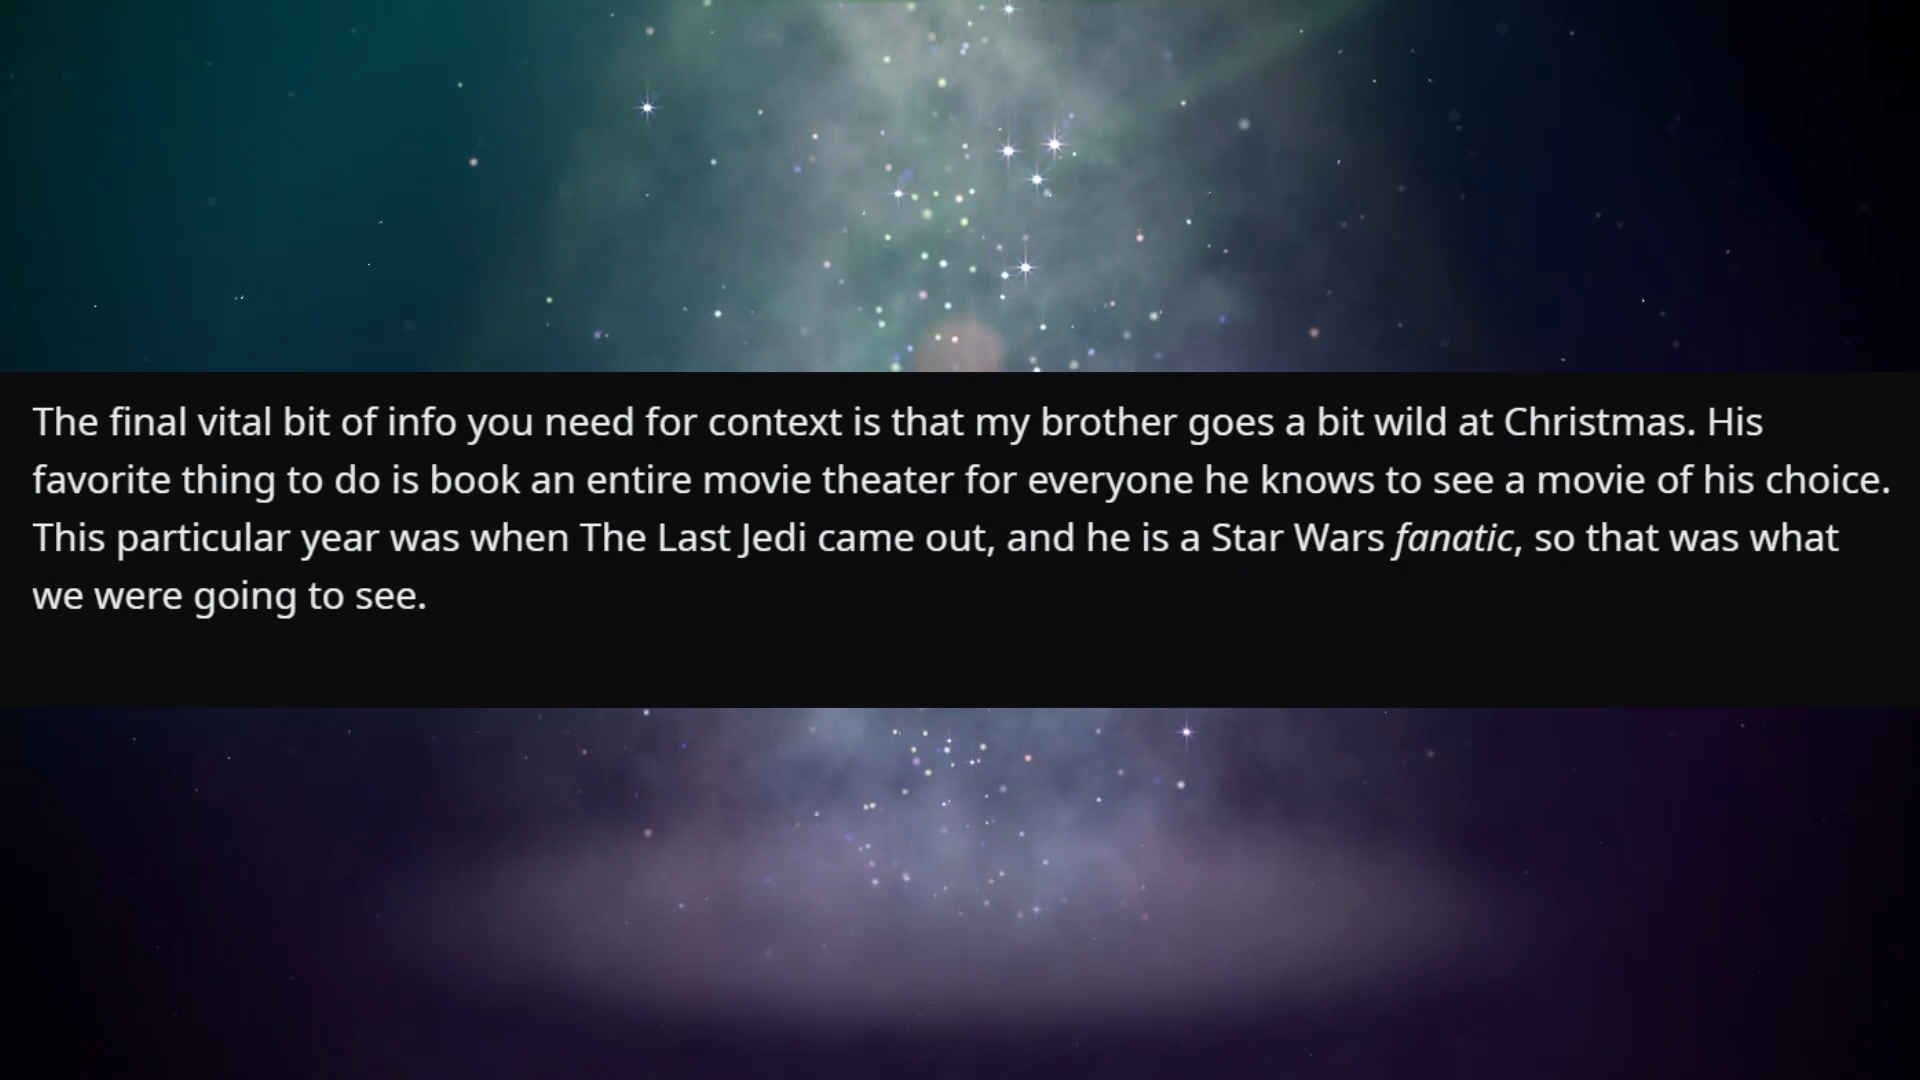 The final vital bit of info you need for context is that my brother goes a bit wild at Christmas. His
favorite thing to do is book an entire movie theater for everyone he knows to see a movie of his choice.
This particular year was when The Last Jedi came out, and he is a Star Wars fanatic, so that was what
we were going to see.